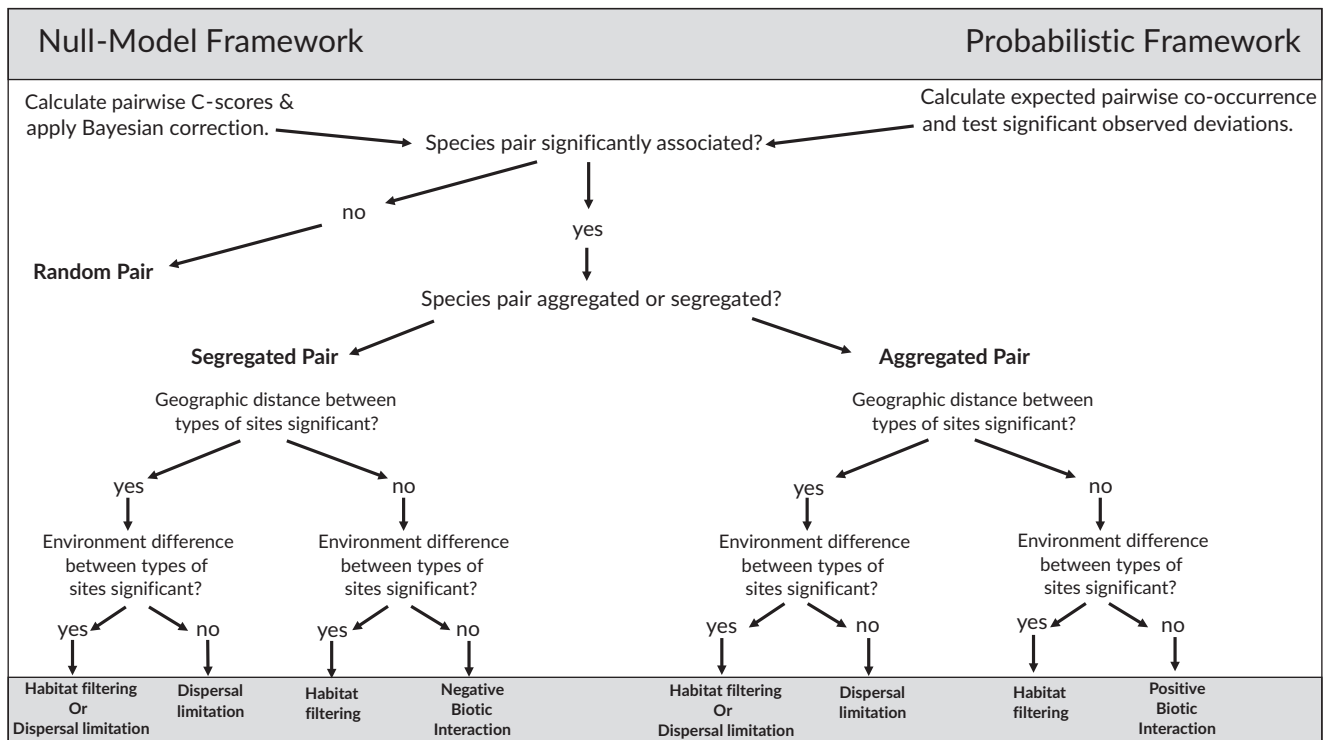 Null-Model Framework
Probabilistic Framework
Calculate pairwise C-scores &
apply Bayesian correction.
Calculate expected pairwise co-occurrence
and test significant observed deviations.
Species pair significantly associated?
no
yes
Random Pair
Species pair aggregated or segregated?
Segregated Pair
Aggregated Pair
Geographic distance between
types of sites significant?
Geographic distance between
types of sites significant?
yes
no
yes
no
Environment difference
between types of
sites significant?
Environment difference
between types of
sites significant?
Environment difference
between types of
sites significant?
Environment difference
between types of
sites significant?
yes
no
yes
no
yes
no
yes
no
Habitat filtering
Or
Dispersal limitation
Dispersal
limitation
Habitat
filtering
Negative
Biotic
Interaction
Habitat filtering
Or
Dispersal limitation
Dispersal
limitation
Habitat
filtering
Positive
Biotic
Interaction